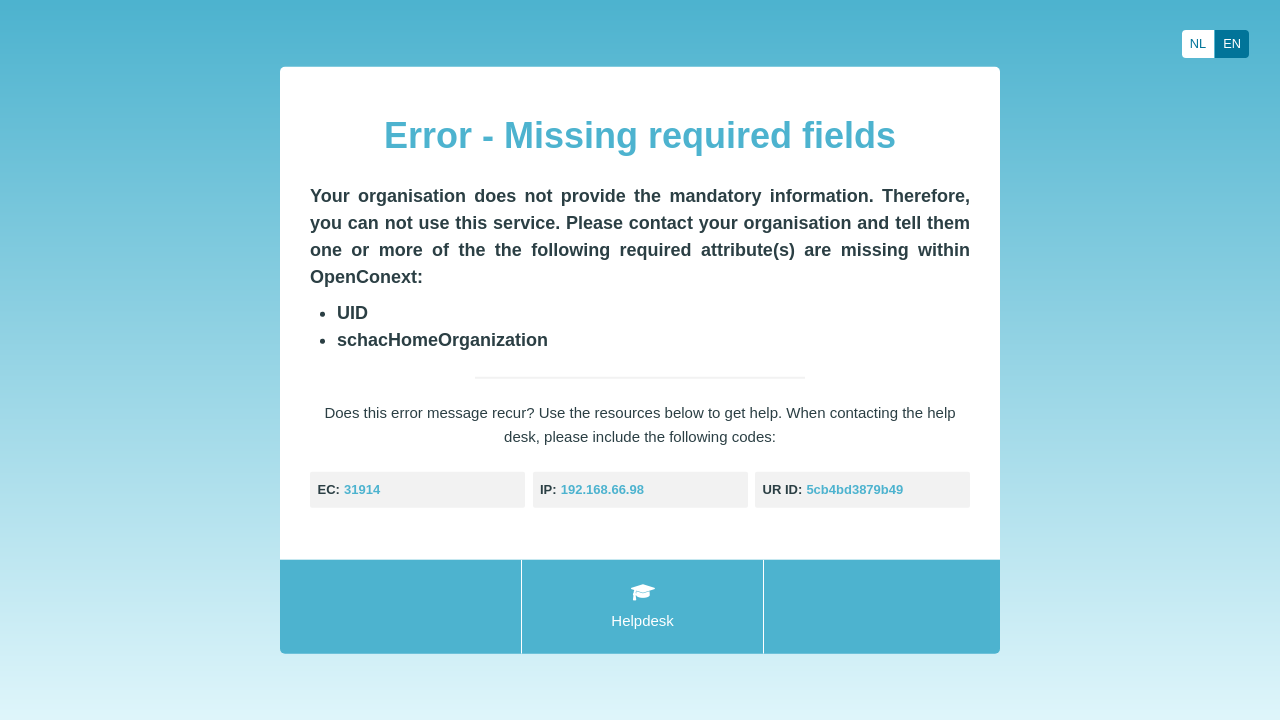 NL EN
Error - Missing required fields
Your organisation does not provide the mandatory information. Therefore,
you can not use this service. Please contact your organisation and tell them
one or more of the the following required attribute(s) are missing within
OpenConext:
• UID
• schacHomeOrganization
Does this error message recur? Use the resources below to get help. When contacting the help
desk, please include the following codes:
EC: 31914 IP: 192.168.66.98 UR ID: 5cb4bd3879b49
Helpdesk